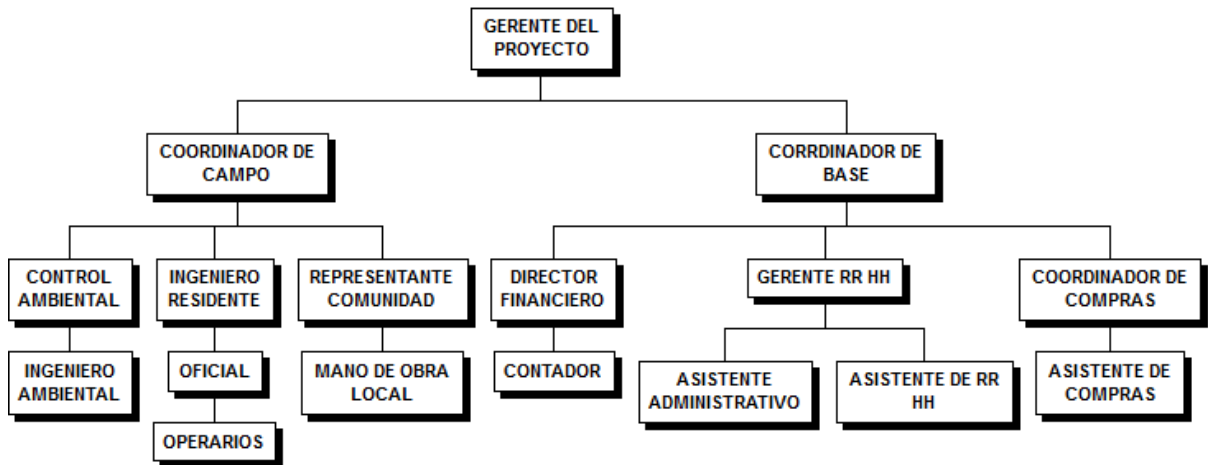 GERENTE DEL
PROYECTO
COORDINADOR DE
CAMPO
CORRDINADOR DE
BASE
CONTROL
AMBIENTAL
INGENIERO
RESIDENTE
REPRESENTANTE
COMUNIDAD
DIRECTOR
FINANCIERO
GERENTE RR HH
COORDINADOR DE
COMPRAS
INGENIERO
AMBIENTAL
OFICIAL
MANO DE OBRA
LOCAL
CONTADOR
ASISTENTE
ADMINISTRATIVO
ASISTENTE DE RR
HH
ASISTENTE DE
COMPRAS
OPERARIOS